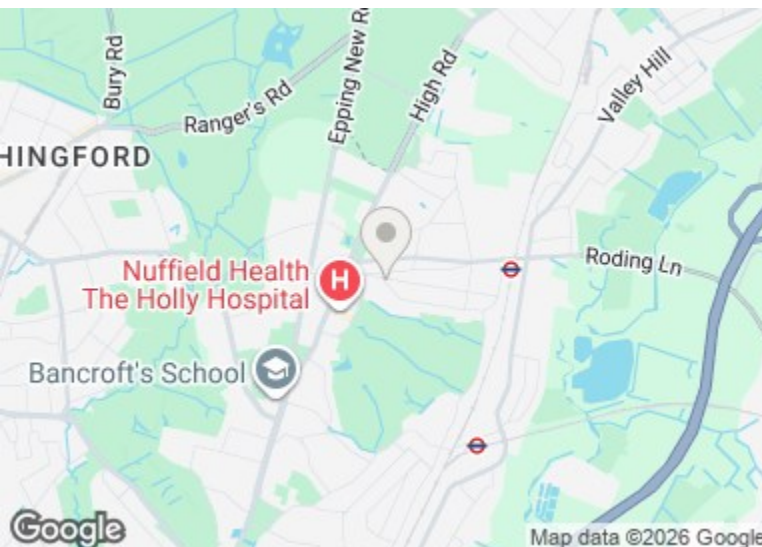 Bury Rd
Ranger's Rd
Epping New R
High Rd
Valley Hill
HINGFORD
Nuffield Health
The Holly Hospital
H
Roding Ln
Bancroft's School
Google
Map data ©2026 Google